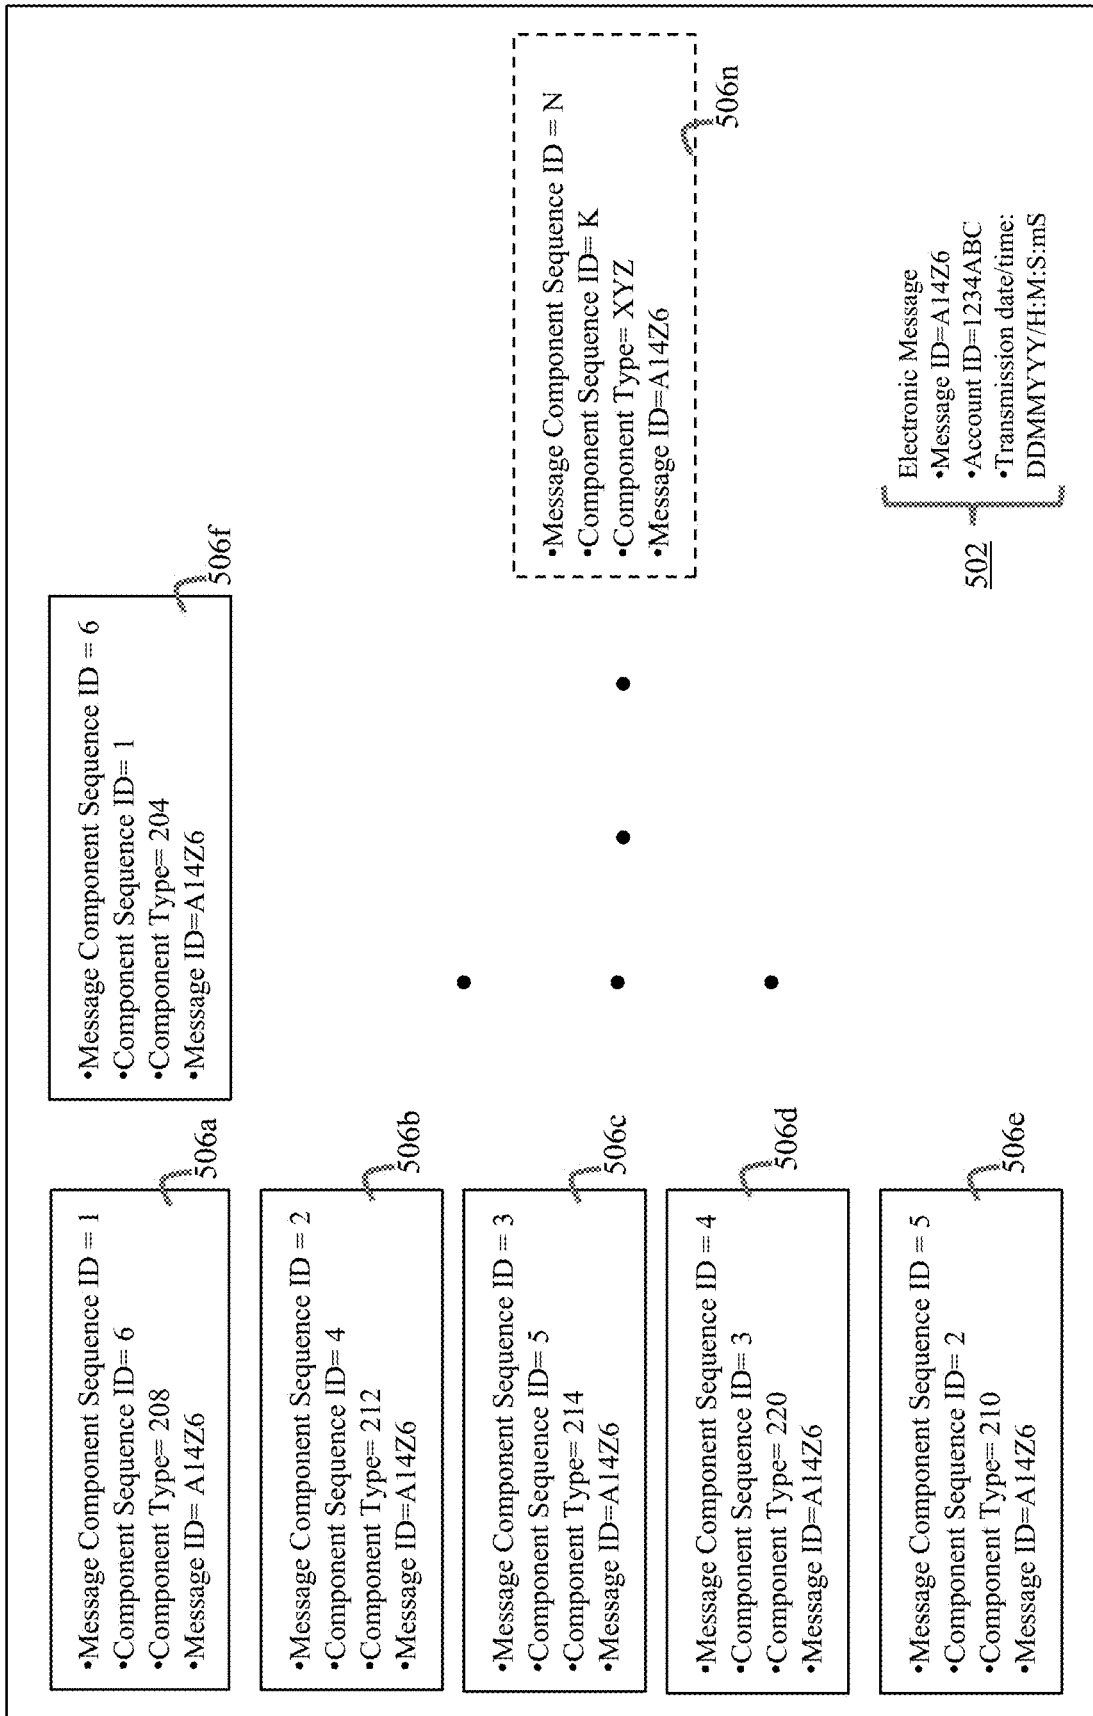 •Message Component Sequence ID = 1
•Component Sequence ID= 6
•Component Type= 208
•Message ID= A14Z6
506a
•Message Component Sequence ID = 2
•Component Sequence ID= 4
•Component Type= 212
•Message ID=A14Z6
506b
•Message Component Sequence ID = 3
•Component Sequence ID= 5
•Component Type= 214
•Message ID=A14Z6
506c
•Message Component Sequence ID = 4
•Component Sequence ID= 3
•Component Type= 220
•Message ID=A14Z6
506d
•Message Component Sequence ID = 5
•Component Sequence ID= 2
•Component Type= 210
•Message ID=A14Z6
506e
•Message Component Sequence ID = 6
•Component Sequence ID= 1
•Component Type= 204
•Message ID=A14Z6
506f
•Message Component Sequence ID = N
•Component Sequence ID= K
•Component Type= XYZ
•Message ID=A14Z6
506n
502
Electronic Message
•Message ID=A14Z6
•Account ID=1234ABC
•Transmission date/time:
DDMMYYY/H:M:S:mS